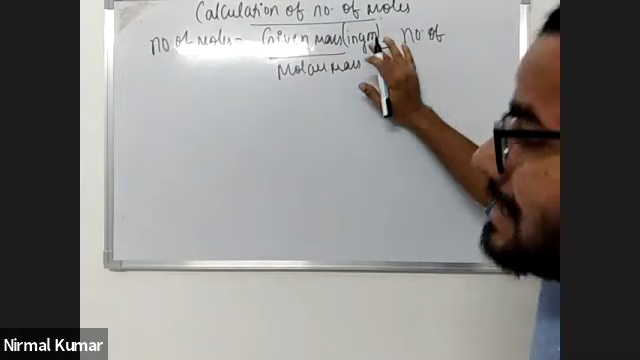 Calculation of no. of moles
no. of moles = Given mass (in gm) = no. of
Molar mass
Nirmal Kumar